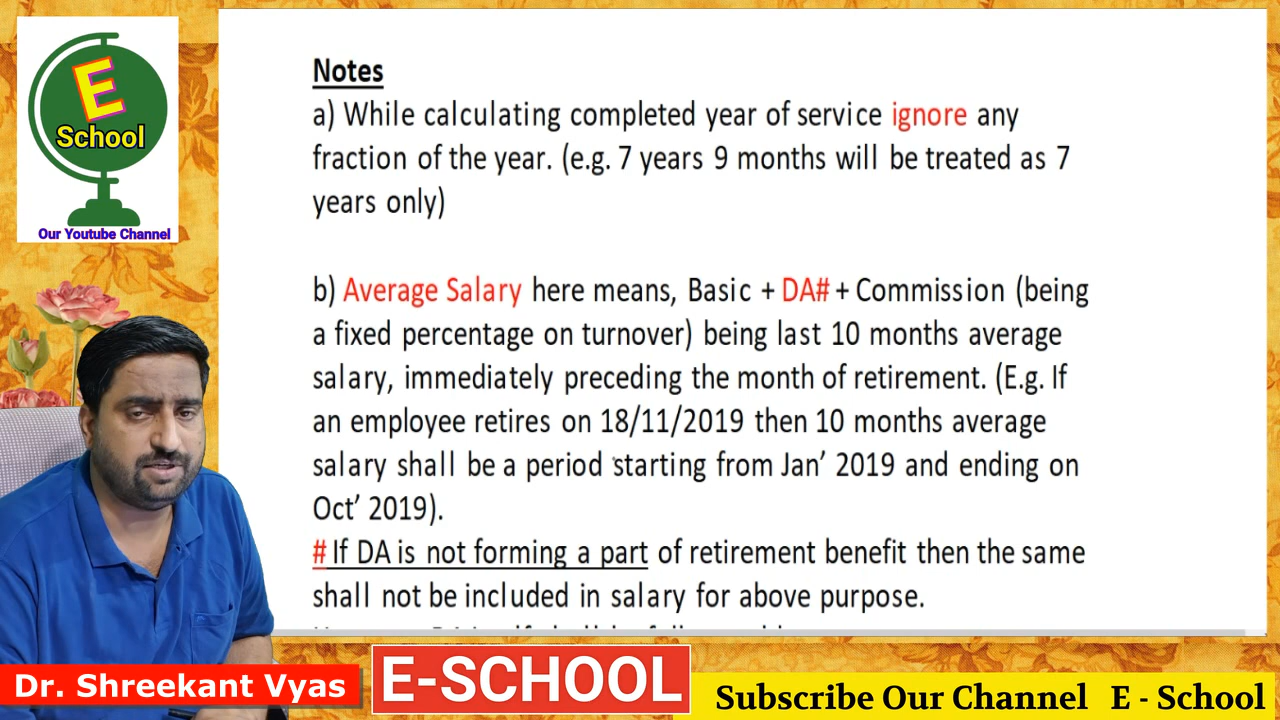 E
School
Our Youtube Channel
Notes
a) While calculating completed year of service ignore any
fraction of the year. (e.g. 7 years 9 months will be treated as 7
years only)
b) Average Salary here means, Basic + DA# + Commission (being
a fixed percentage on turnover) being last 10 months average
salary, immediately preceding the month of retirement. (E.g. If
an employee retires on 18/11/2019 then 10 months average
salary shall be a period starting from Jan’ 2019 and ending on
Oct’ 2019).
# If DA is not forming a part of retirement benefit then the same
shall not be included in salary for above purpose.
Dr. Shreekant Vyas
E-SCHOOL
Subscribe Our Channel E - School